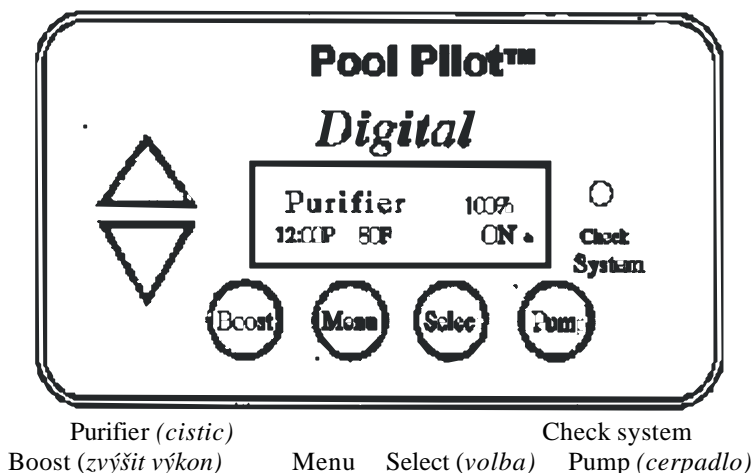 Pool Pilot™
Digital
Purifier 100%
12:00P 80F ON
Check
System
Boost Menu Selec Pump
Purifier (cistic) Check system
Boost (zvýšit výkon) Menu Select (volba) Pump (cerpadlo)